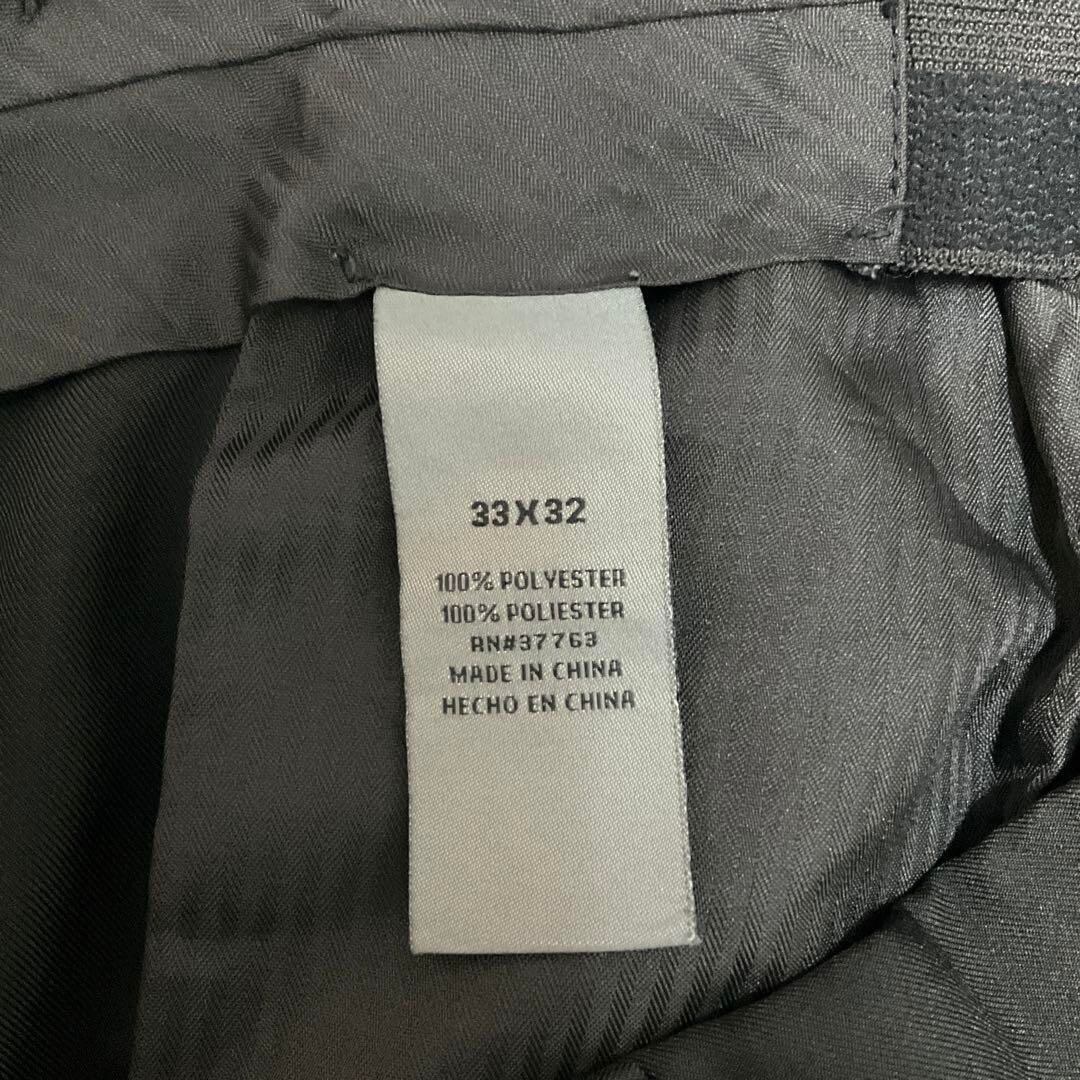 33X32
100% POLYESTER
100% POLIESTER
RN#37763
MADE IN CHINA
HECHO EN CHINA